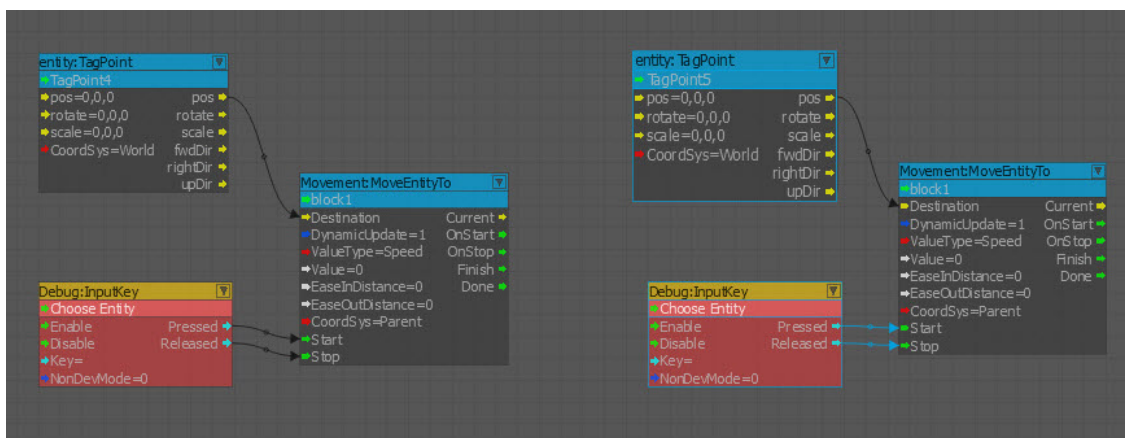 entity:TagPoint
TagPoint4
pos=0,0,0 pos
rotate=0,0,0 rotate
scale=0,0,0 scale
CoordSys=World fwdDir
rightDir
upDir
Movement:MoveEntityTo
block1
Destination Current
DynamicUpdate=1 OnStart
ValueType=Speed OnStop
Value=0 Finish
EaseInDistance=0 Done
EaseOutDistance=0
CoordSys=Parent
Start
Stop
Debug:InputKey
Choose Entity
Enable Pressed
Disable Released
Key=
NonDevMode=0
entity:TagPoint
TagPoint5
pos=0,0,0 pos
rotate=0,0,0 rotate
scale=0,0,0 scale
CoordSys=World fwdDir
rightDir
upDir
Movement:MoveEntityTo
block1
Destination Current
DynamicUpdate=1 OnStart
ValueType=Speed OnStop
Value=0 Finish
EaseInDistance=0 Done
EaseOutDistance=0
CoordSys=Parent
Start
Stop
Debug:InputKey
Choose Entity
Enable Pressed
Disable Released
Key=
NonDevMode=0